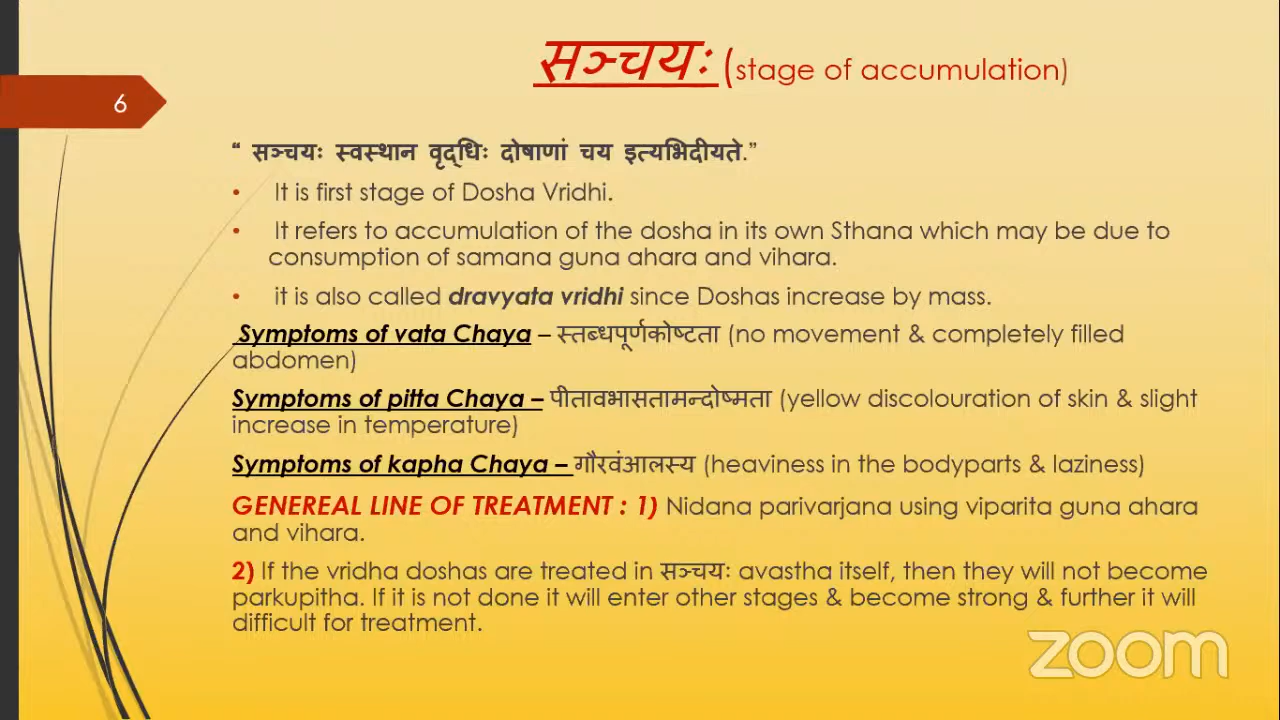 सञ्चयः (stage of accumulation)
6
“ सञ्चयः स्वस्थान वृद्धिः दोषाणां चय इत्यभिदीयते.”
• It is first stage of Dosha Vridhi.
• It refers to accumulation of the dosha in its own Sthana which may be due to
consumption of samana guna ahara and vihara.
• it is also called dravyata vridhi since Doshas increase by mass.
Symptoms of vata Chaya – स्तब्धपूर्णकोष्टता (no movement & completely filled
abdomen)
Symptoms of pitta Chaya – पीतावभासतामन्दोष्मता (yellow discolouration of skin & slight
increase in temperature)
Symptoms of kapha Chaya – गौरवंआलस्य (heaviness in the bodyparts & laziness)
GENEREAL LINE OF TREATMENT : 1) Nidana parivarjana using viparita guna ahara
and vihara.
2) If the vridha doshas are treated in सञ्चयः avastha itself, then they will not become
parkupitha. If it is not done it will enter other stages & become strong & further it will
difficult for treatment.
zoom